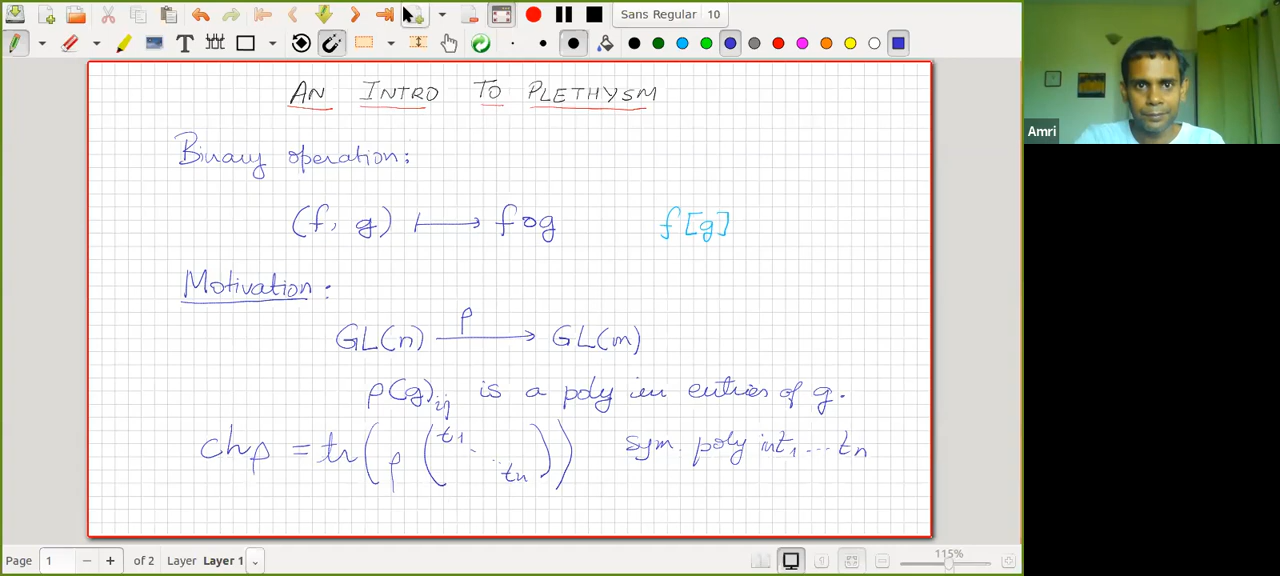 Sans Regular 10
AN INTRO TO PLETHYSM
Amri
Binary operation:
(f, g) ⟼ f∘g f[g]
Motivation:
GL(n) ⟶ GL(m)
ρ
ρ(g)ij is a poly in entries of g.
ch ρ = tr(ρ(t1 ⋱ tn)) sym. poly in t1 ... tn
Page 1 − + of 2 Layer Layer 1 115%